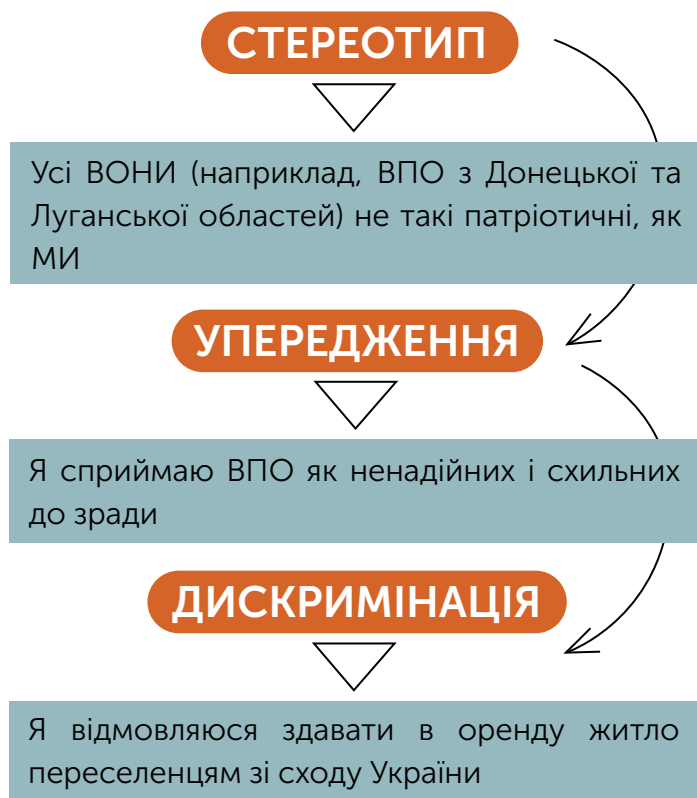 СТЕРЕОТИП
Усі ВОНИ (наприклад, ВПО з Донецької та
Луганської областей) не такі патріотичні, як
МИ
УПЕРЕДЖЕННЯ
Я сприймаю ВПО як ненадійних і схильних
до зради
ДИСКРИМІНАЦІЯ
Я відмовляюся здавати в оренду житло
переселенцям зі сходу України